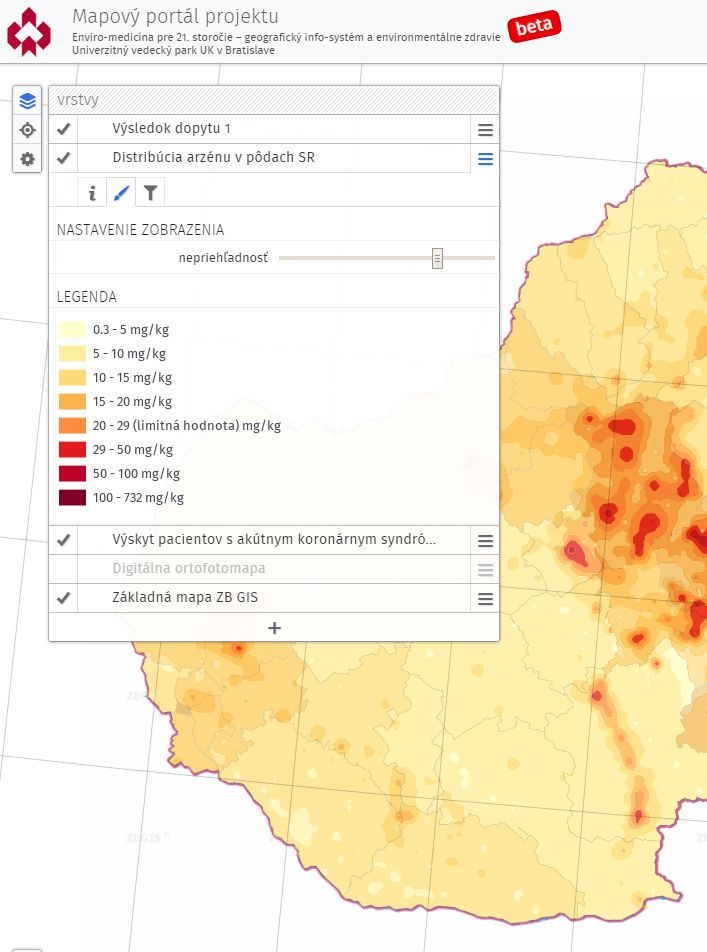 Mapový portál projektu
Enviro-medicína pre 21. storočie – geografický info-systém a environmentálne zdravie
Univerzitný vedecký park UK v Bratislave
beta
vrstvy
Výsledok dopytu 1
Distribúcia arzénu v pôdach SR
NASTAVENIE ZOBRAZENIA
nepriehľadnosť
LEGENDA
0.3 - 5 mg/kg
5 - 10 mg/kg
10 - 15 mg/kg
15 - 20 mg/kg
20 - 29 (limitná hodnota) mg/kg
29 - 50 mg/kg
50 - 100 mg/kg
100 - 732 mg/kg
Výskyt pacientov s akútnym koronárnym syndró...
Digitálna ortofotomapa
Základná mapa ZB GIS
ZBGIS®